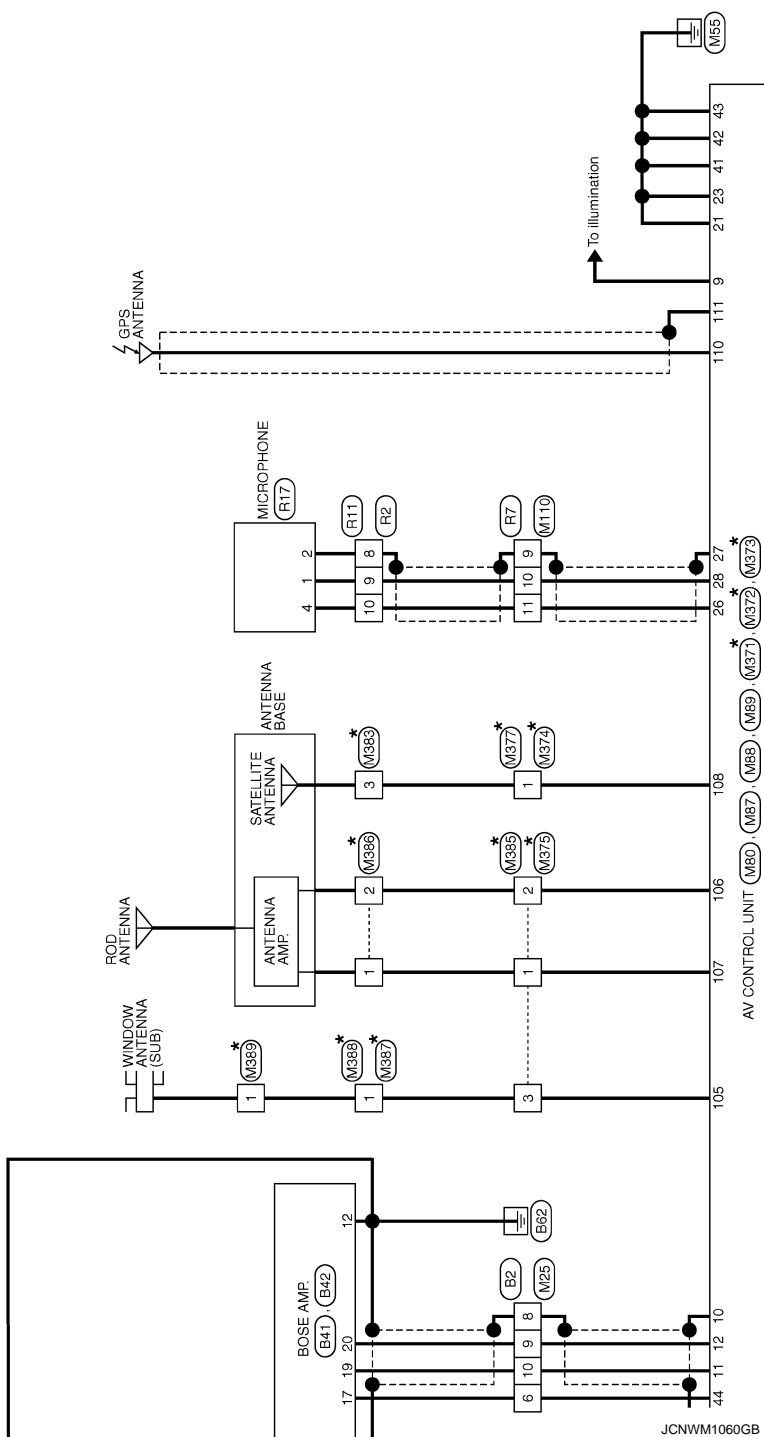 WINDOW
ANTENNA
(SUB)
ROD
ANTENNA
GPS
ANTENNA
BOSE AMP.
B41 , B42
17 19 20 12
1
* M389
ANTENNA
AMP.
SATELLITE
ANTENNA
ANTENNA
BASE
MICROPHONE
R17
4 1 2
1
* M388
* M387
1 2
* M386
3
* M383
10 9 8
R11
R2
B62
6 10 9 8
B2
M25
3 1 2
* M385
* M375
1
* M377
* M374
11 10 9
R7
M110
To illumination
M55
44 11 12 10 105 107 106 108 26 28 27 110 111 9 21 23 41 42 43
AV CONTROL UNIT M80 , M87 , M88 , M89 , * M371 , * M372 , * M373
JCNWM1060GB